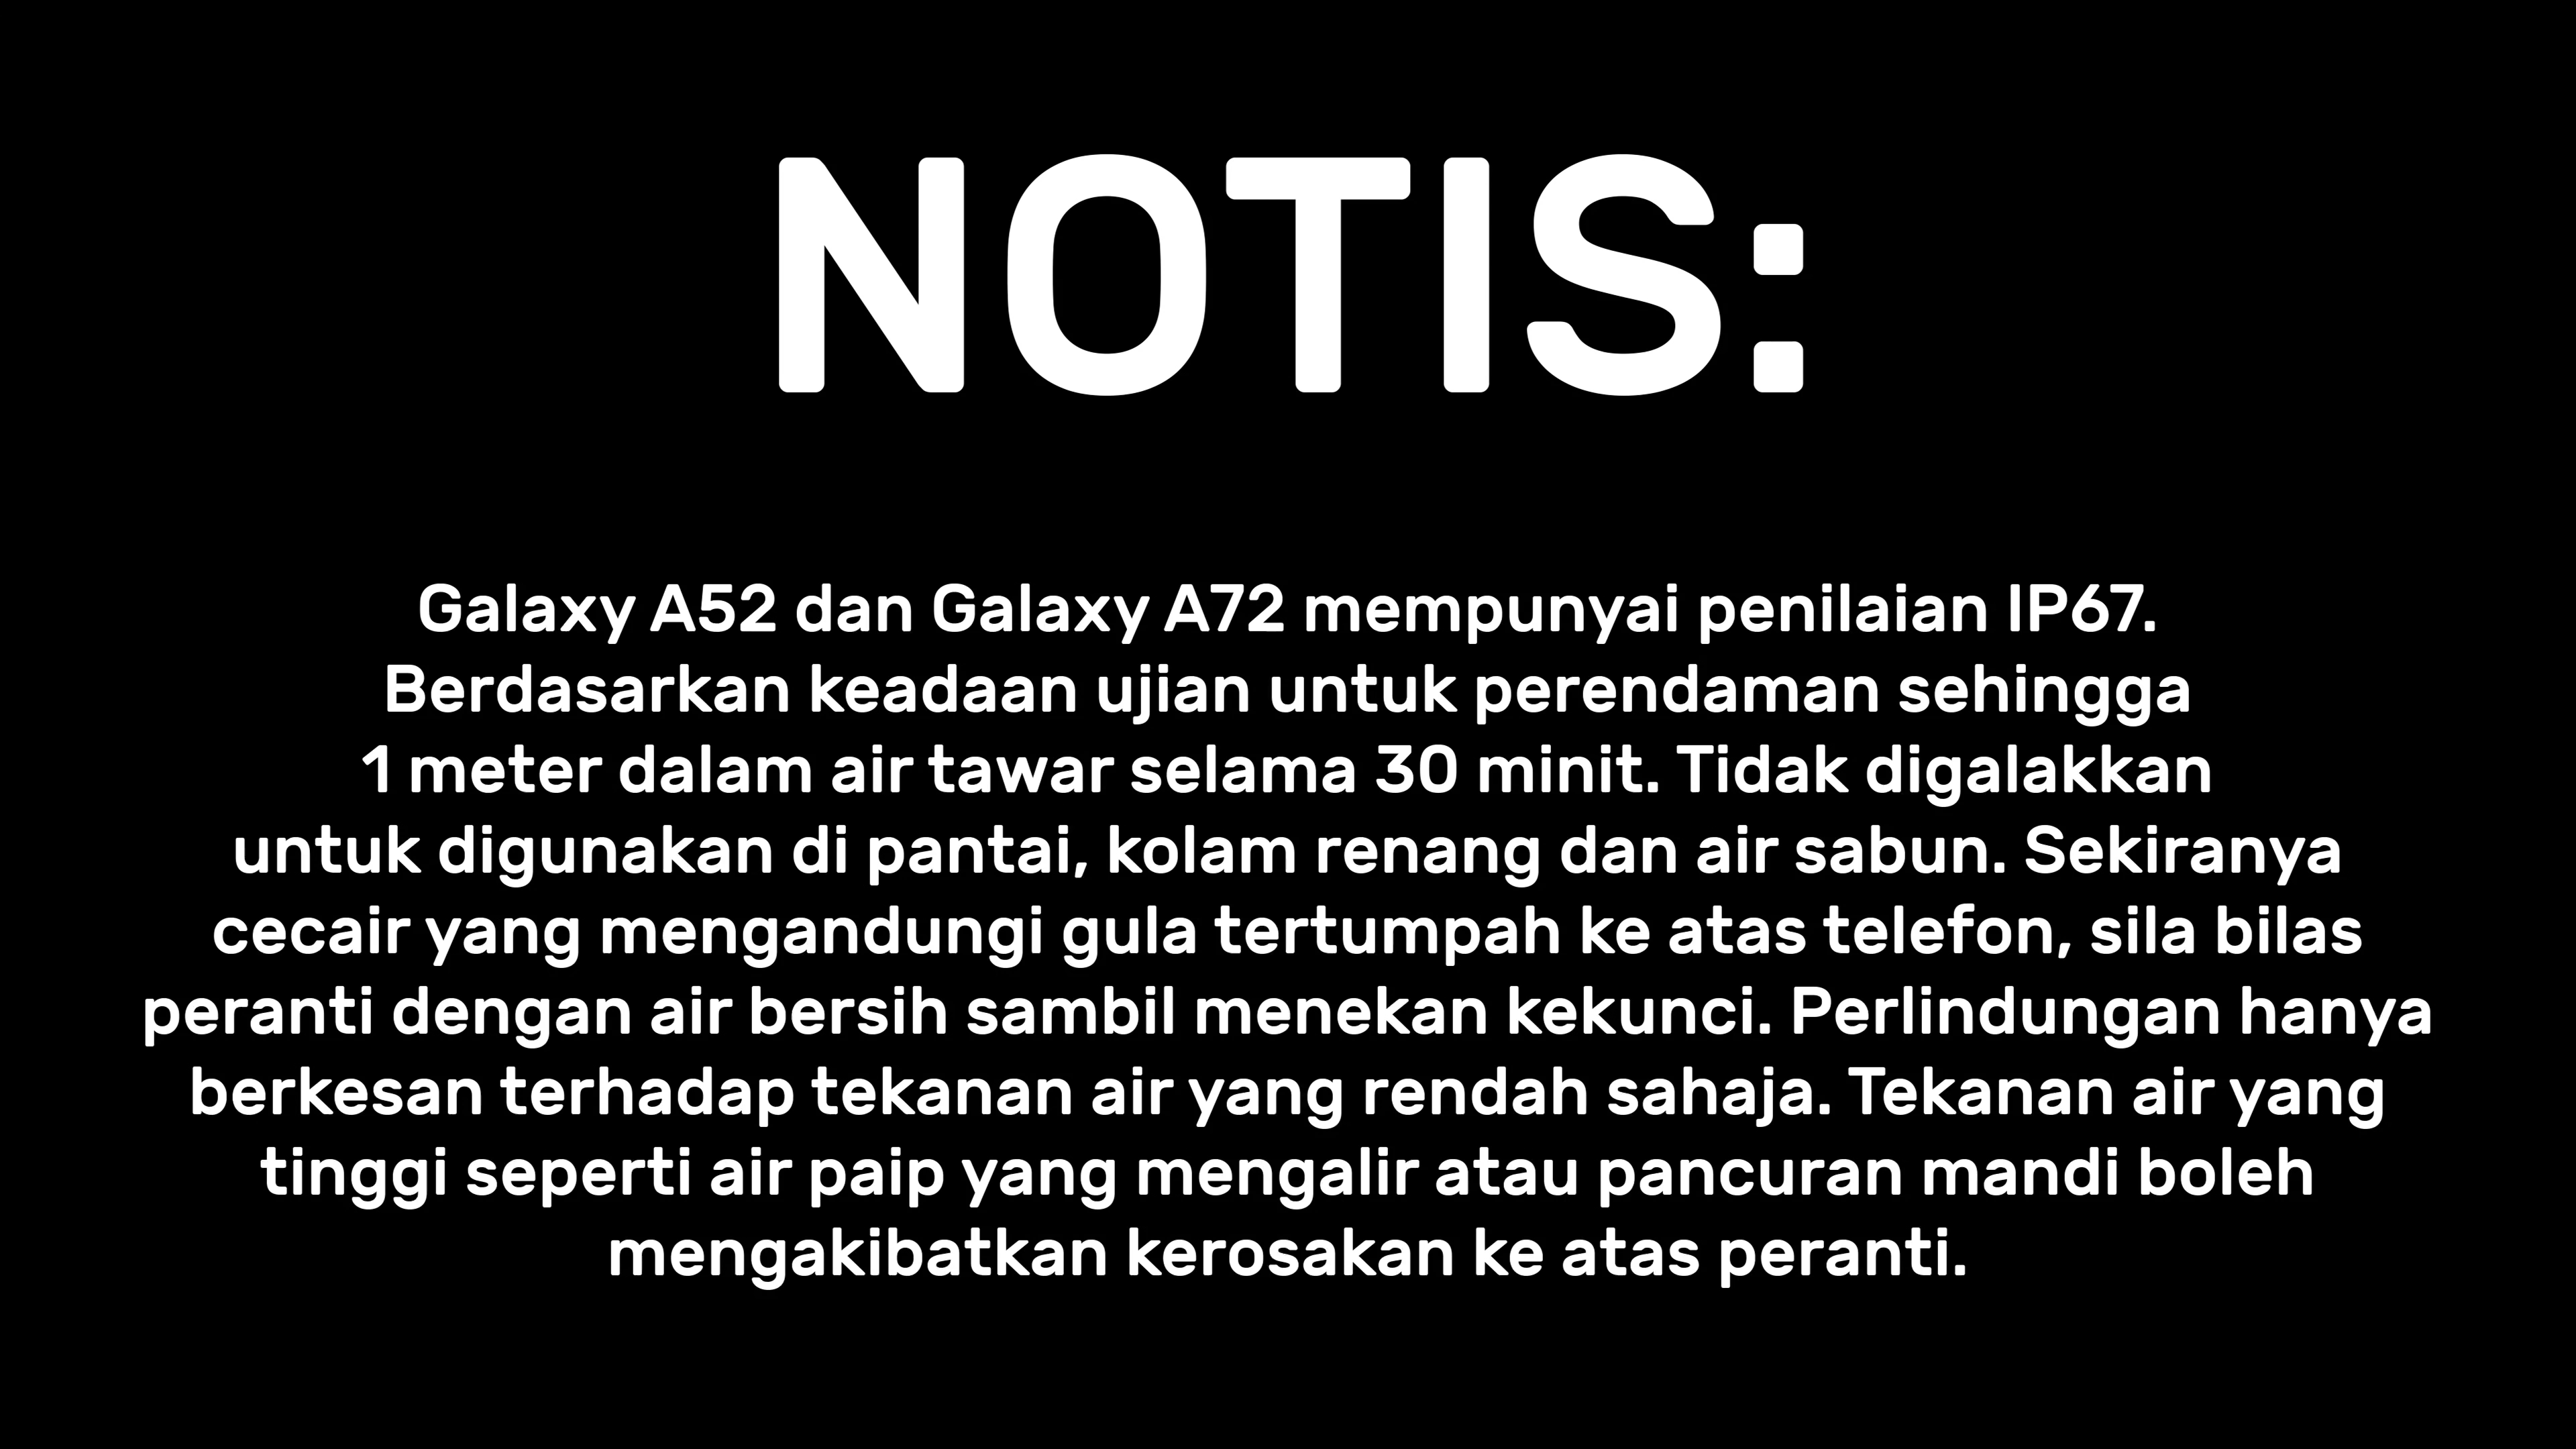 NOTIS:
Galaxy A52 dan Galaxy A72 mempunyai penilaian IP67.
Berdasarkan keadaan ujian untuk perendaman sehingga
1 meter dalam air tawar selama 30 minit. Tidak digalakkan
untuk digunakan di pantai, kolam renang dan air sabun. Sekiranya
cecair yang mengandungi gula tertumpah ke atas telefon, sila bilas
peranti dengan air bersih sambil menekan kekunci. Perlindungan hanya
berkesan terhadap tekanan air yang rendah sahaja. Tekanan air yang
tinggi seperti air paip yang mengalir atau pancuran mandi boleh
mengakibatkan kerosakan ke atas peranti.